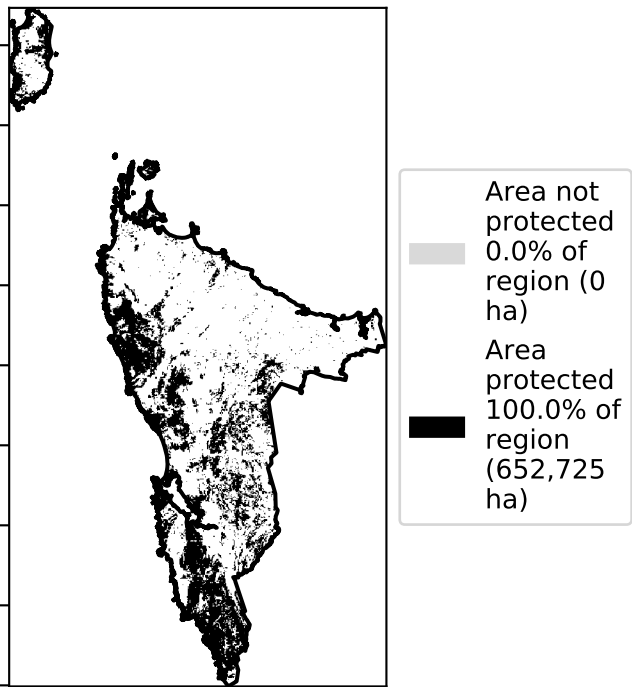 Area not
protected
0.0% of
region (0
ha)
Area
protected
100.0% of
region
(652,725
ha)